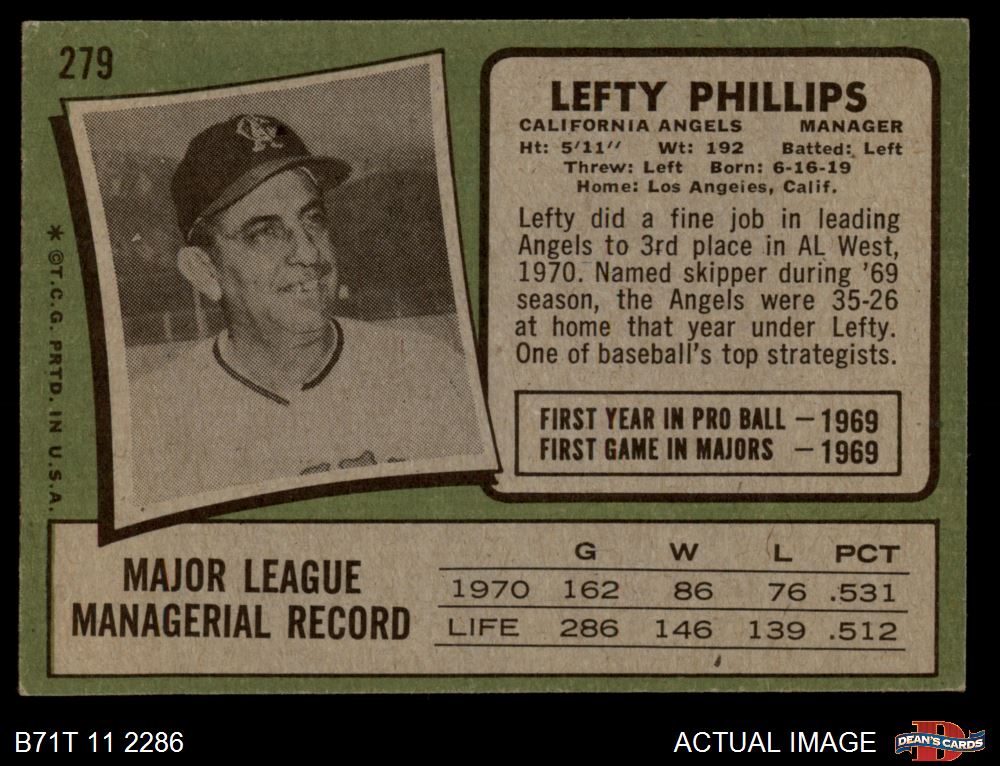 279
LEFTY PHILLIPS
CALIFORNIA ANGELS MANAGER
Ht: 5'11" Wt: 192 Batted: Left
Threw: Left Born: 6-16-19
Home: Los Angeies, Calif.
Lefty did a fine job in leading
Angels to 3rd place in AL West,
1970. Named skipper during '69
season, the Angels were 35-26
at home that year under Lefty.
One of baseball's top strategists.
FIRST YEAR IN PRO BALL — 1969
FIRST GAME IN MAJORS — 1969
* ©T.C.G. PRTD. IN U.S.A.
MAJOR LEAGUE
MANAGERIAL RECORD
G W L PCT
1970 162 86 76 .531
LIFE 286 146 139 .512
B71T 11 2286
ACTUAL IMAGE
DEAN'S CARDS